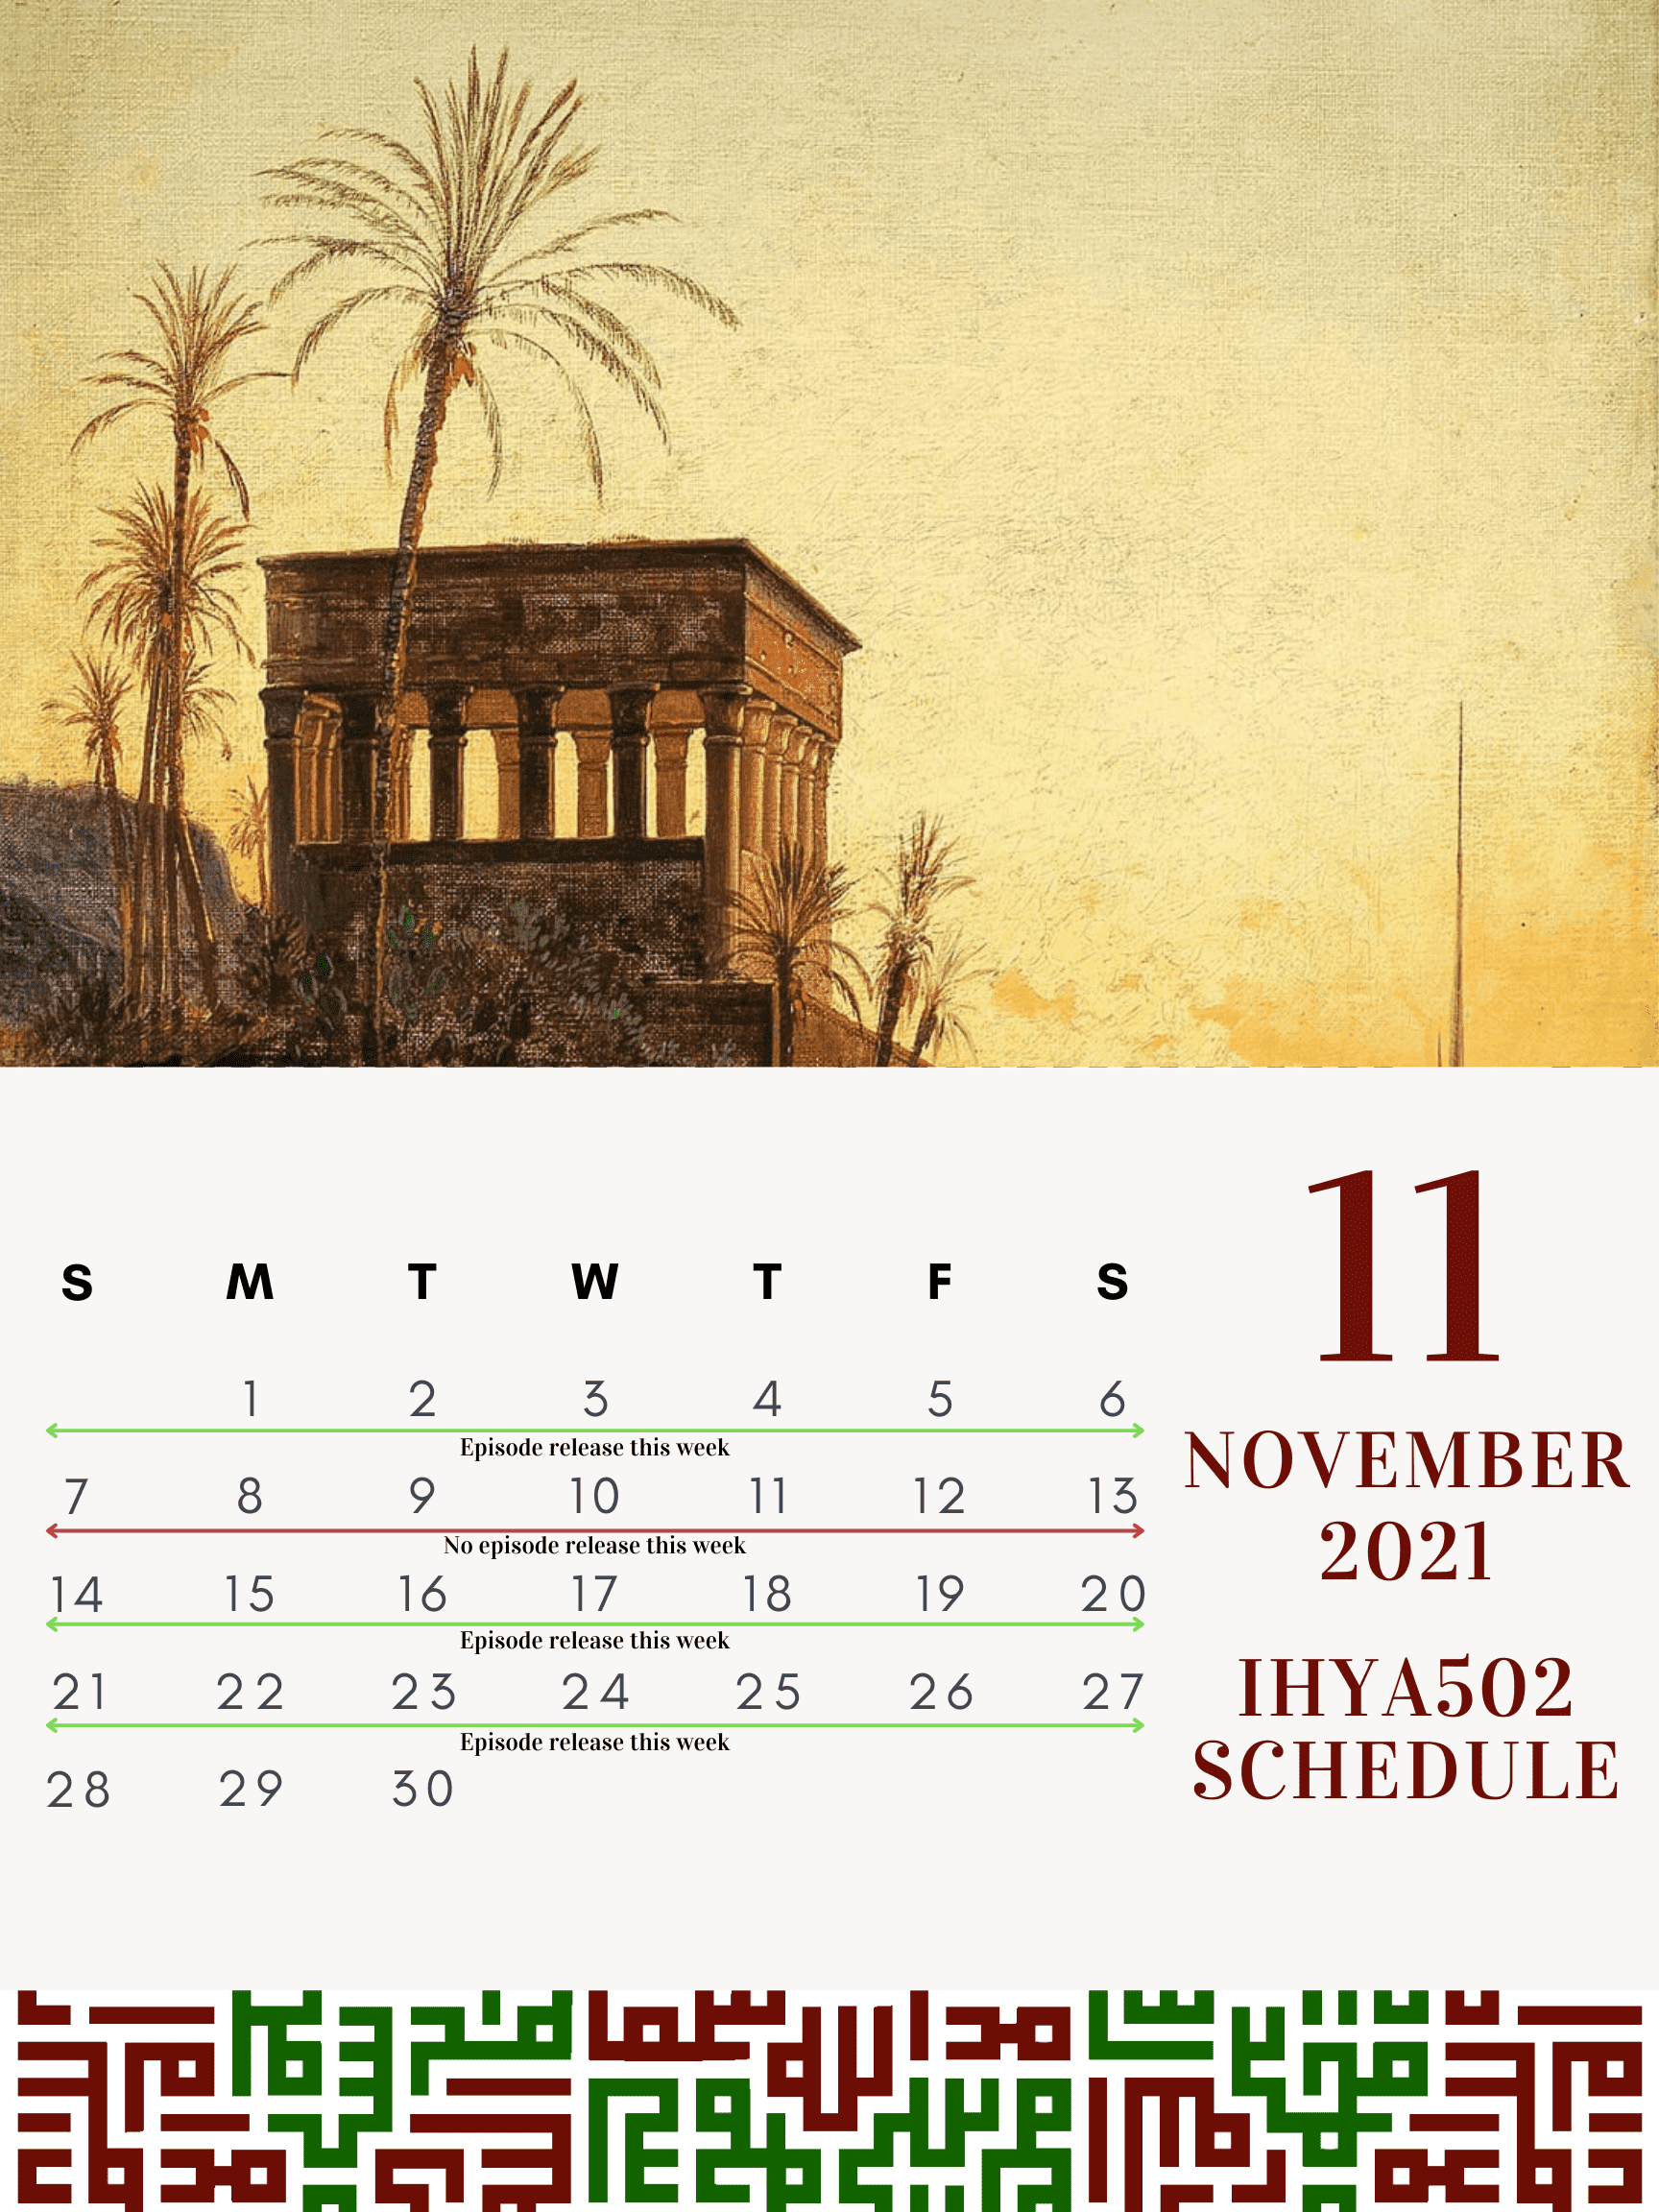 11
NOVEMBER
2021
IHYA502
SCHEDULE
S M T W T F S
1 2 3 4 5 6
Episode release this week
7 8 9 10 11 12 13
No episode release this week
14 15 16 17 18 19 20
Episode release this week
21 22 23 24 25 26 27
Episode release this week
28 29 30